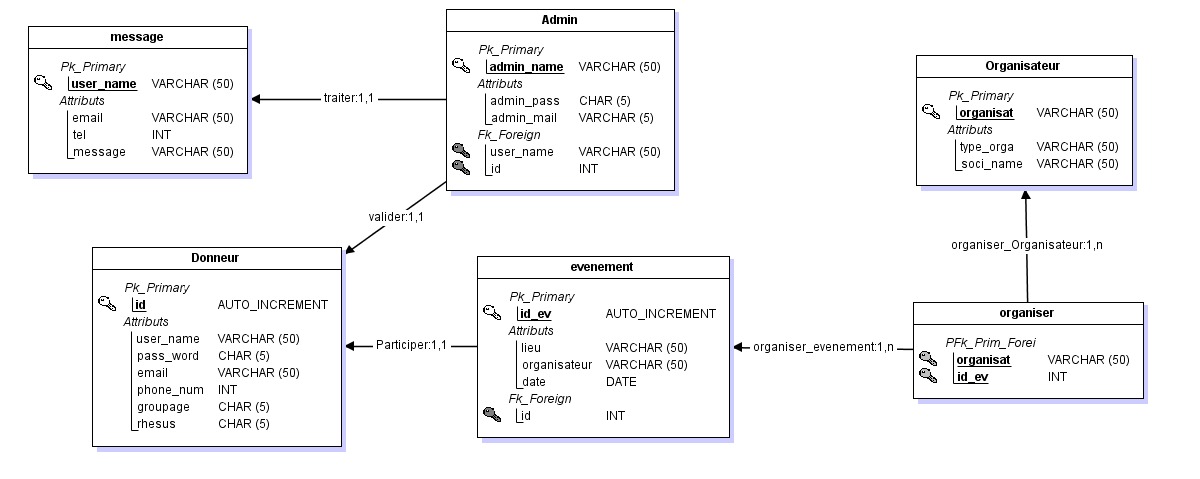 message
Pk_Primary
user_name VARCHAR (50)
Attributs
email VARCHAR (50)
tel INT
message VARCHAR (50)
traiter:1,1
Admin
Pk_Primary
admin_name VARCHAR (50)
Attributs
admin_pass CHAR (5)
admin_mail VARCHAR (5)
Fk_Foreign
user_name VARCHAR (50)
id INT
Organisateur
Pk_Primary
organisat VARCHAR (50)
Attributs
type_orga VARCHAR (50)
soci_name VARCHAR (50)
valider:1,1
organiser_Organisateur:1,n
Donneur
Pk_Primary
id AUTO_INCREMENT
Attributs
user_name VARCHAR (50)
pass_word CHAR (5)
email VARCHAR (50)
phone_num INT
groupage CHAR (5)
rhesus CHAR (5)
Participer:1,1
evenement
Pk_Primary
id_ev AUTO_INCREMENT
Attributs
lieu VARCHAR (50)
organisateur VARCHAR (50)
date DATE
Fk_Foreign
id INT
organiser_evenement:1,n
organiser
PFk_Prim_Forei
organisat VARCHAR (50)
id_ev INT